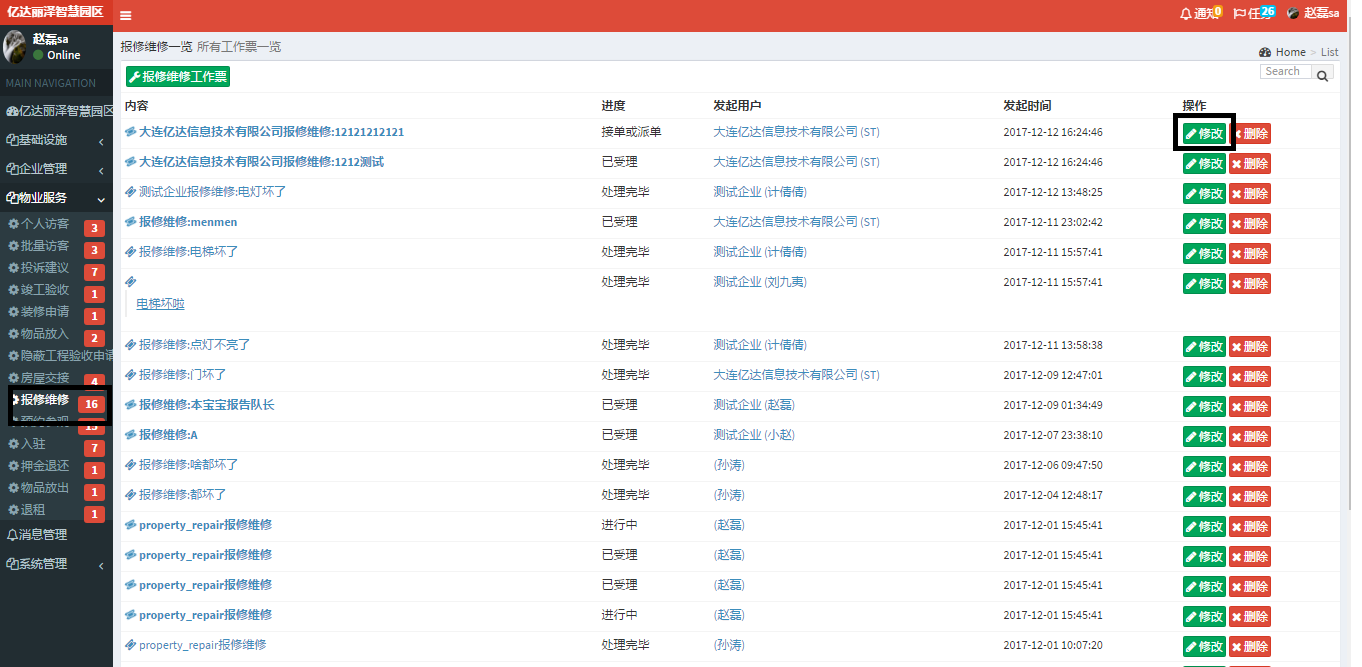 亿达丽泽智慧园区
通知 0
任务 26
赵磊sa
赵磊sa
Online
MAIN NAVIGATION
亿达丽泽智慧园区
基础设施
企业管理
物业服务
个人访客 3
批量访客 3
投诉建议 7
竣工验收 1
装修申请 1
物品放入 2
隐蔽工程验收申请
房屋交接 4
报修维修 16
预约参观 15
入驻 7
押金退还 1
物品放出 1
退租 1
消息管理
系统管理
报修维修一览 所有工作票一览
Home > List
报修维修工作票
Search
内容 进度 发起用户 发起时间 操作
大连亿达信息技术有限公司报修维修:12121212121 接单或派单 大连亿达信息技术有限公司 (ST) 2017-12-12 16:24:46 修改 删除
大连亿达信息技术有限公司报修维修:1212测试 已受理 大连亿达信息技术有限公司 (ST) 2017-12-12 16:24:46 修改 删除
测试企业报修维修:电灯坏了 处理完毕 测试企业 (计倩倩) 2017-12-12 13:48:25 修改 删除
报修维修:menmen 已受理 大连亿达信息技术有限公司 (ST) 2017-12-11 23:02:42 修改 删除
报修维修:电梯坏了 处理完毕 测试企业 (计倩倩) 2017-12-11 15:57:41 修改 删除
处理完毕 测试企业 (刘九夷) 2017-12-11 15:57:41 修改 删除
电梯坏啦
报修维修:点灯不亮了 处理完毕 测试企业 (计倩倩) 2017-12-11 13:58:38 修改 删除
报修维修:门坏了 处理完毕 大连亿达信息技术有限公司 (ST) 2017-12-09 12:47:01 修改 删除
报修维修:本宝宝报告队长 已受理 测试企业 (赵磊) 2017-12-09 01:34:49 修改 删除
报修维修:A 已受理 测试企业 (小赵) 2017-12-07 23:38:10 修改 删除
报修维修:啥都坏了 处理完毕 (孙涛) 2017-12-06 09:47:50 修改 删除
报修维修:都坏了 处理完毕 (孙涛) 2017-12-04 12:48:17 修改 删除
property_repair报修维修 进行中 (赵磊) 2017-12-01 15:45:41 修改 删除
property_repair报修维修 已受理 (赵磊) 2017-12-01 15:45:41 修改 删除
property_repair报修维修 已受理 (赵磊) 2017-12-01 15:45:41 修改 删除
property_repair报修维修 进行中 (赵磊) 2017-12-01 15:45:41 修改 删除
property_repair报修维修 处理完毕 (孙涛) 2017-12-01 10:07:20 修改 删除